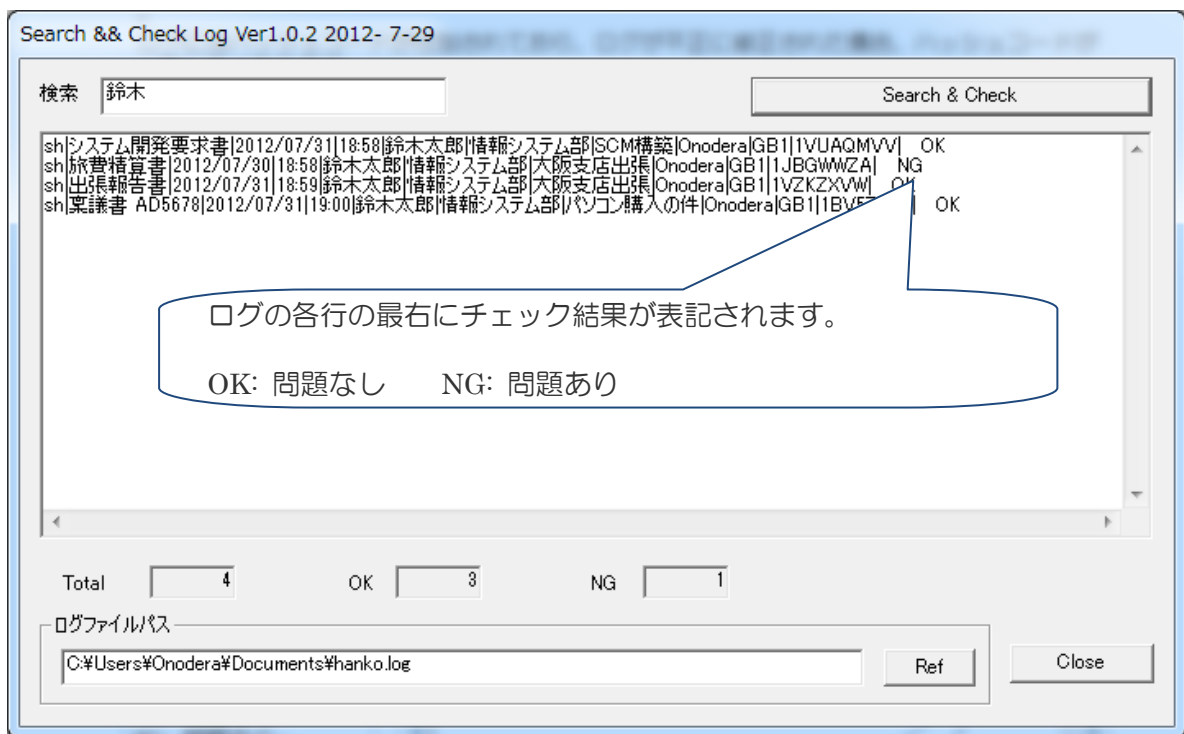 Search && Check Log Ver1.0.2 2012- 7-29
検索 鈴木 Search & Check
sh|システム開発要求書|2012/07/31|18:58|鈴木太郎|情報システム部|SCM構築|Onodera|GB1|1VUAQMVV| OK
sh|旅費精算書|2012/07/30|18:58|鈴木太郎|情報システム部|大阪支店出張|Onodera|GB1|1JBGWWZA| NG
sh|出張報告書|2012/07/31|18:59|鈴木太郎|情報システム部|大阪支店出張|Onodera|GB1|1VZKZXVW| OK
sh|稟議書 AD5678|2012/07/31|19:00|鈴木太郎|情報システム部|パソコン購入の件|Onodera|GB1| OK
ログの各行の最右にチェック結果が表記されます。
OK: 問題なし NG: 問題あり
Total 4 OK 3 NG 1
ログファイルパス
C:¥Users¥Onodera¥Documents¥hanko.log Ref Close